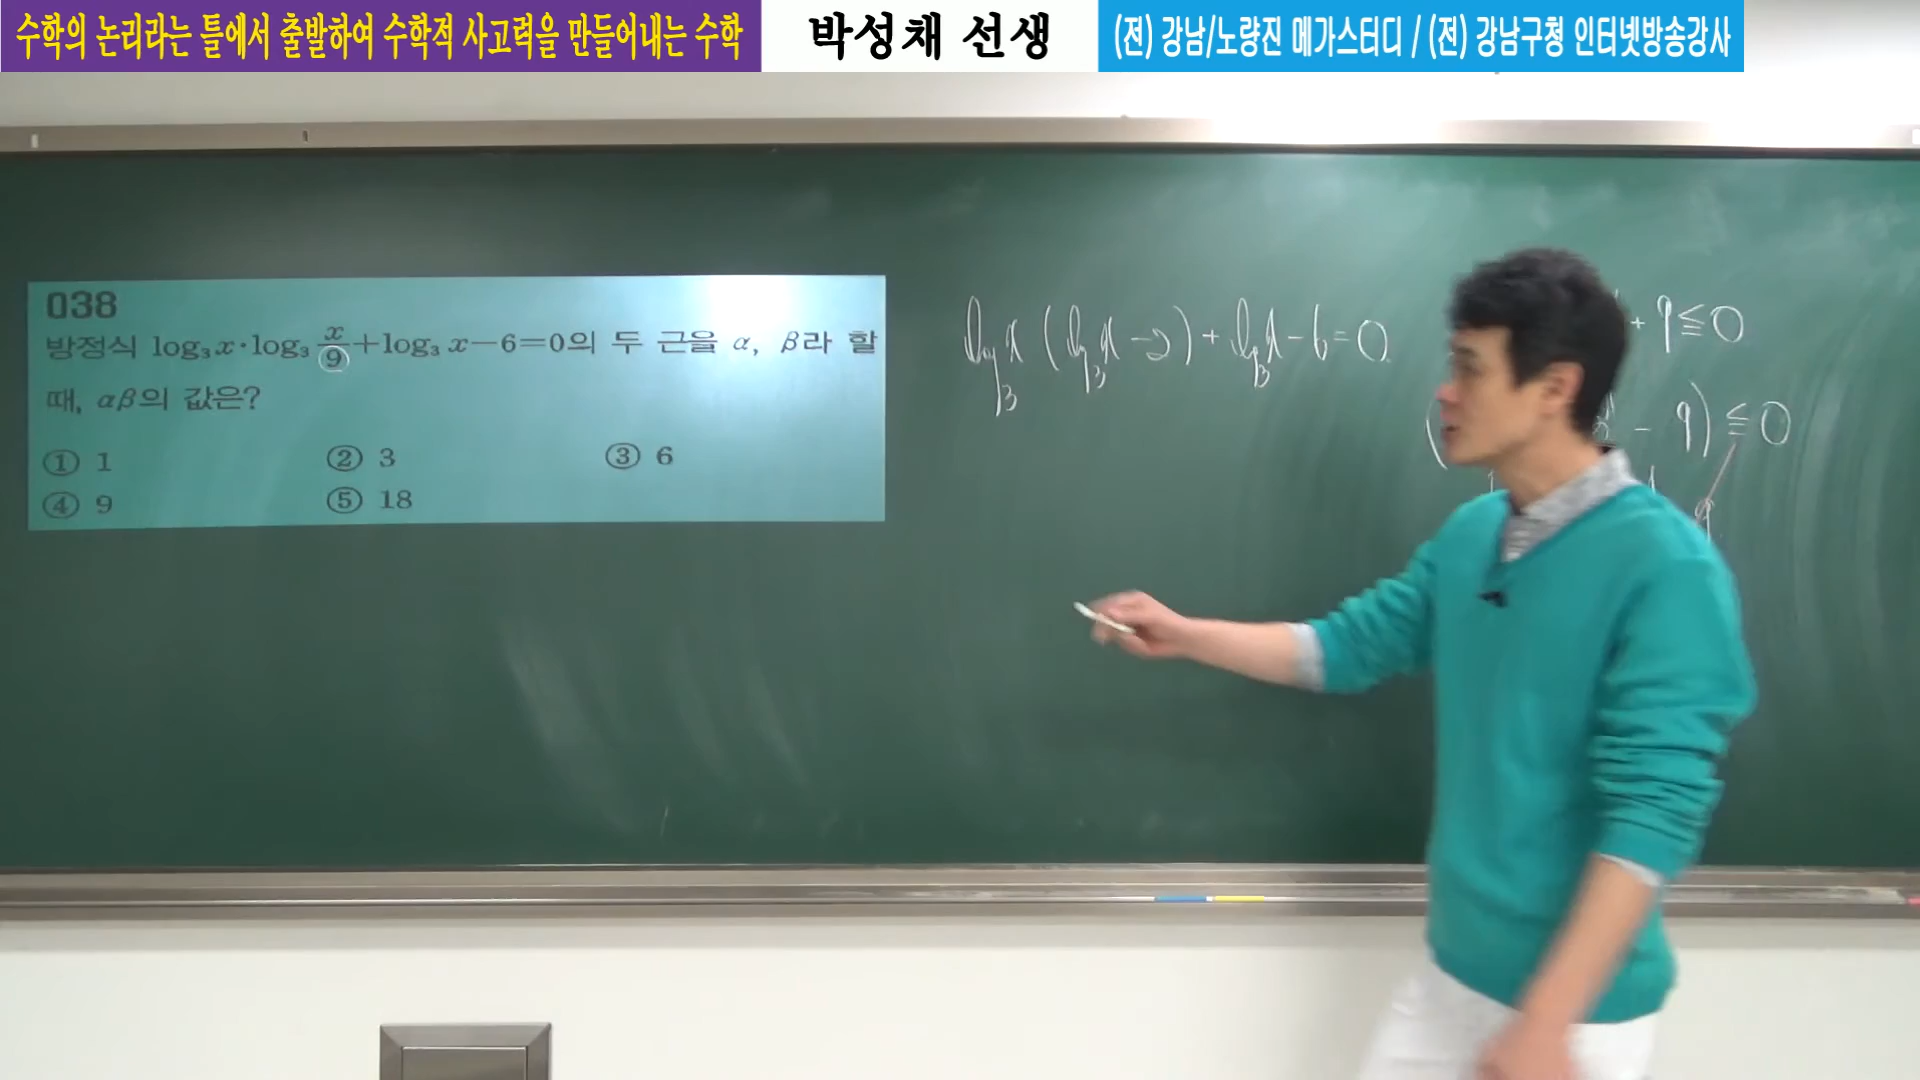 수학의 논리라는 틀에서 출발하여 수학적 사고력을 만들어내는 수학
박성채 선생
(전) 강남/노량진 메가스터디 / (전) 강남구청 인터넷방송강사
038
방정식 log₃x·log₃ x/9 + log₃ x−6=0의 두 근을 α, β라 할
때, αβ의 값은?
① 1 ② 3 ③ 6
④ 9 ⑤ 18
log₃x (log₃x −2) + log₃x − 6 = 0
+ 9 ≦ 0
− 9) ≦ 0